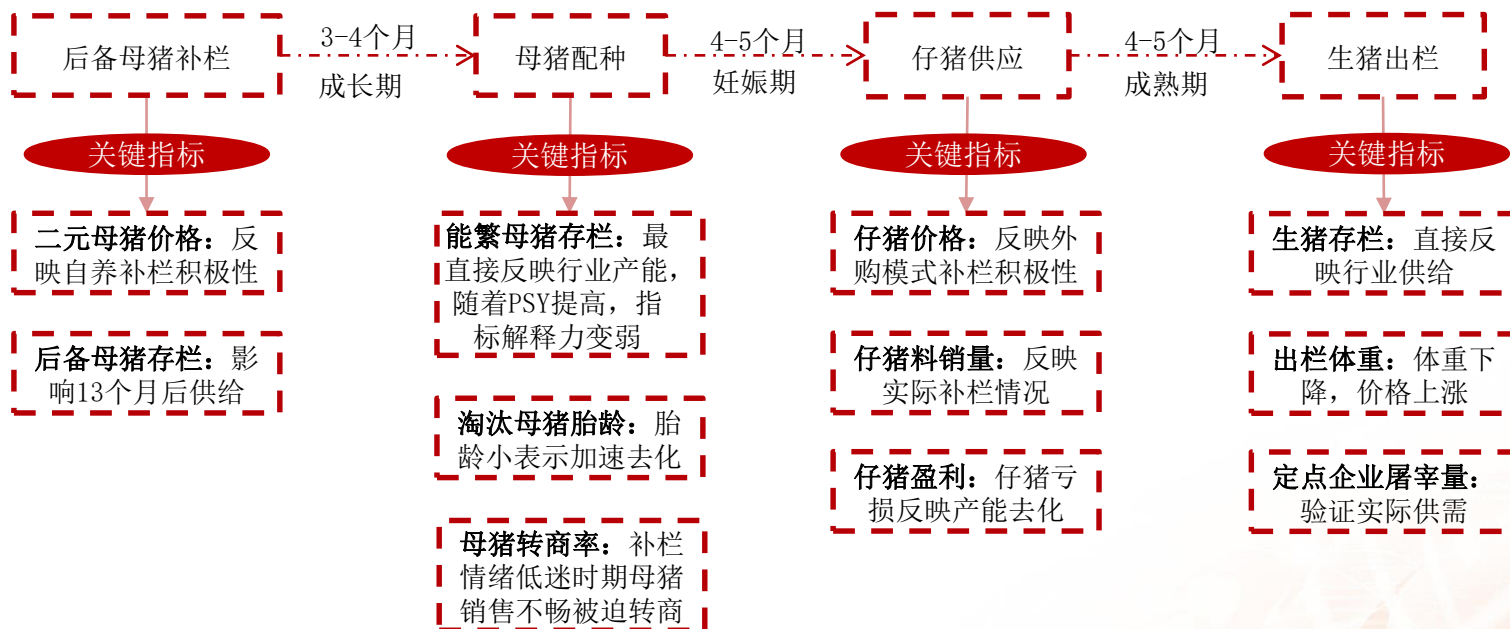 后备母猪补栏
3-4个月
成长期
母猪配种
4-5个月
妊娠期
仔猪供应
4-5个月
成熟期
生猪出栏
关键指标
关键指标
关键指标
关键指标
二元母猪价格：反
映自养补栏积极性
后备母猪存栏：影
响13个月后供给
能繁母猪存栏：最
直接反映行业产能，
随着PSY提高，指
标解释力变弱
淘汰母猪胎龄：胎
龄小表示加速去化
母猪转商率：补栏
情绪低迷时期母猪
销售不畅被迫转商
仔猪价格：反映外
购模式补栏积极性
仔猪料销量：反映
实际补栏情况
仔猪盈利：仔猪亏
损反映产能去化
生猪存栏：直接反
映行业供给
出栏体重：体重下
降，价格上涨
定点企业屠宰量：
验证实际供需